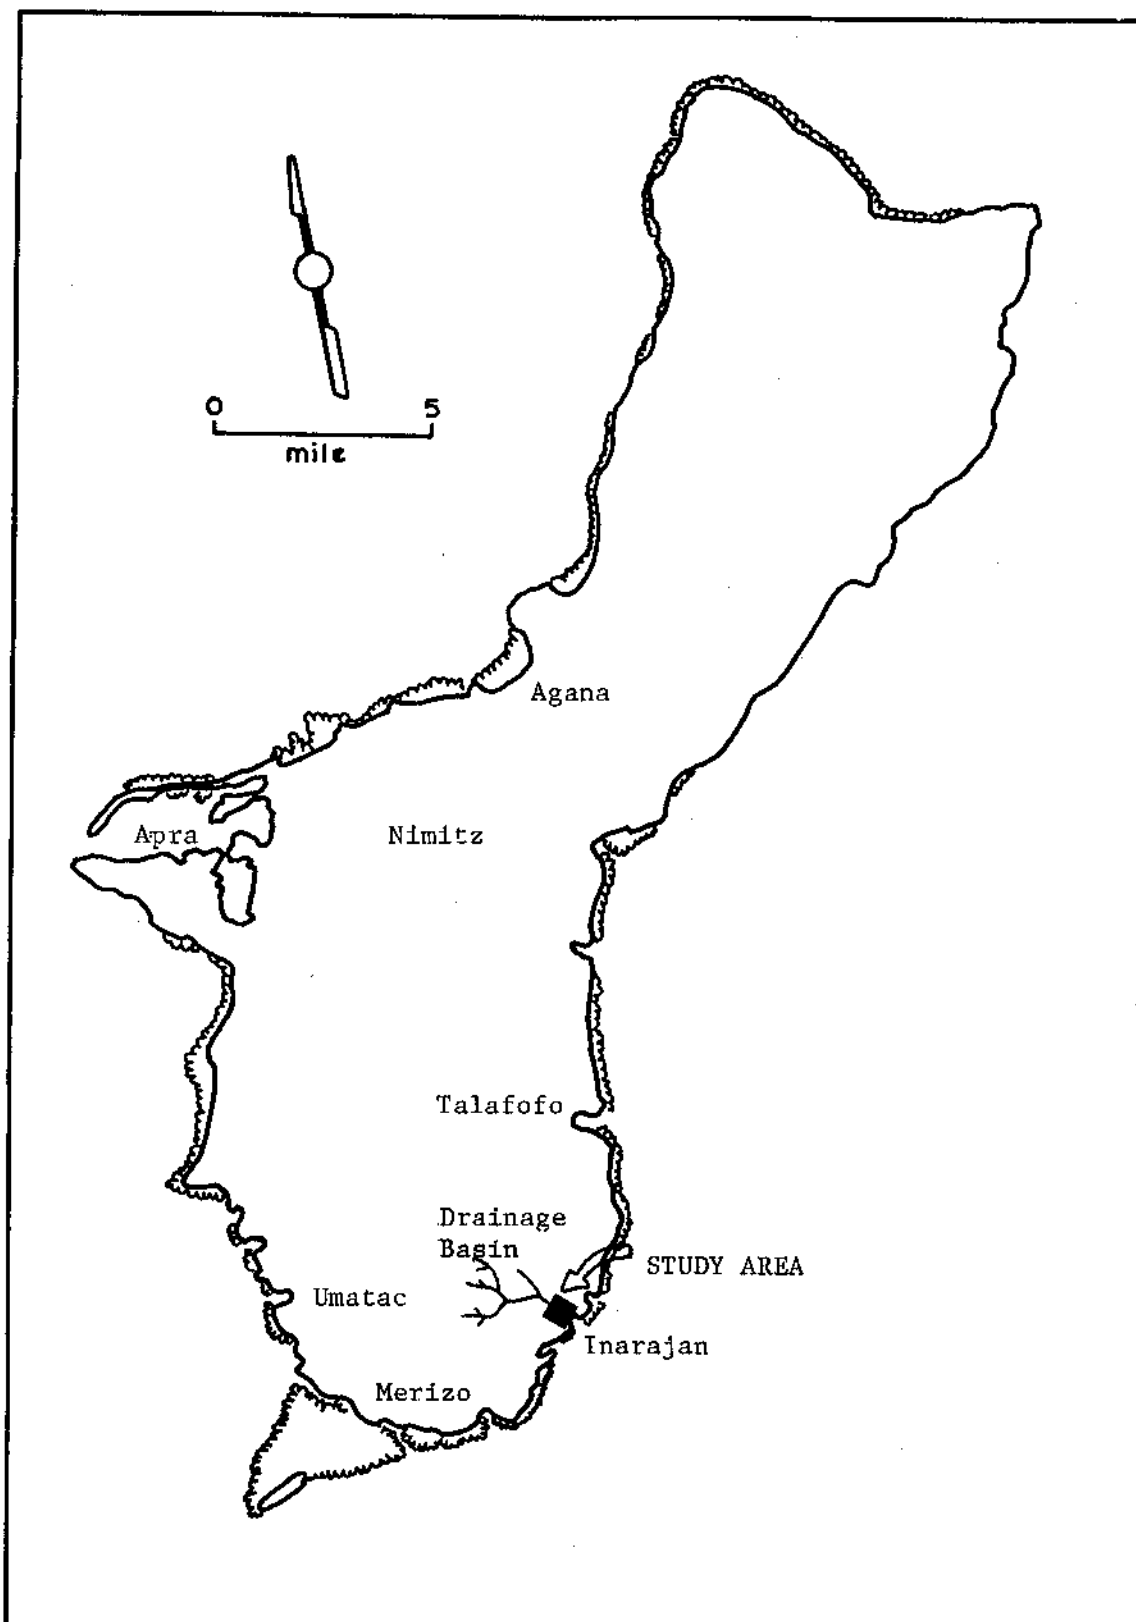 0 5
mile
Agana
Apra
Nimitz
Talafofo
Drainage
Basin
STUDY AREA
Umatac
Inarajan
Merizo